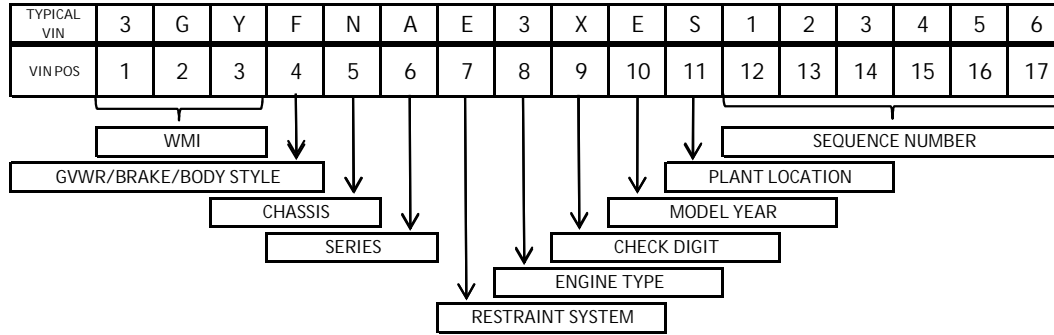 TYPICAL VIN 3 G Y F N A E 3 X E S 1 2 3 4 5 6
VIN POS 1 2 3 4 5 6 7 8 9 10 11 12 13 14 15 16 17
WMI SEQUENCE NUMBER
GVWR/BRAKE/BODY STYLE PLANT LOCATION
CHASSIS MODEL YEAR
SERIES CHECK DIGIT
ENGINE TYPE
RESTRAINT SYSTEM